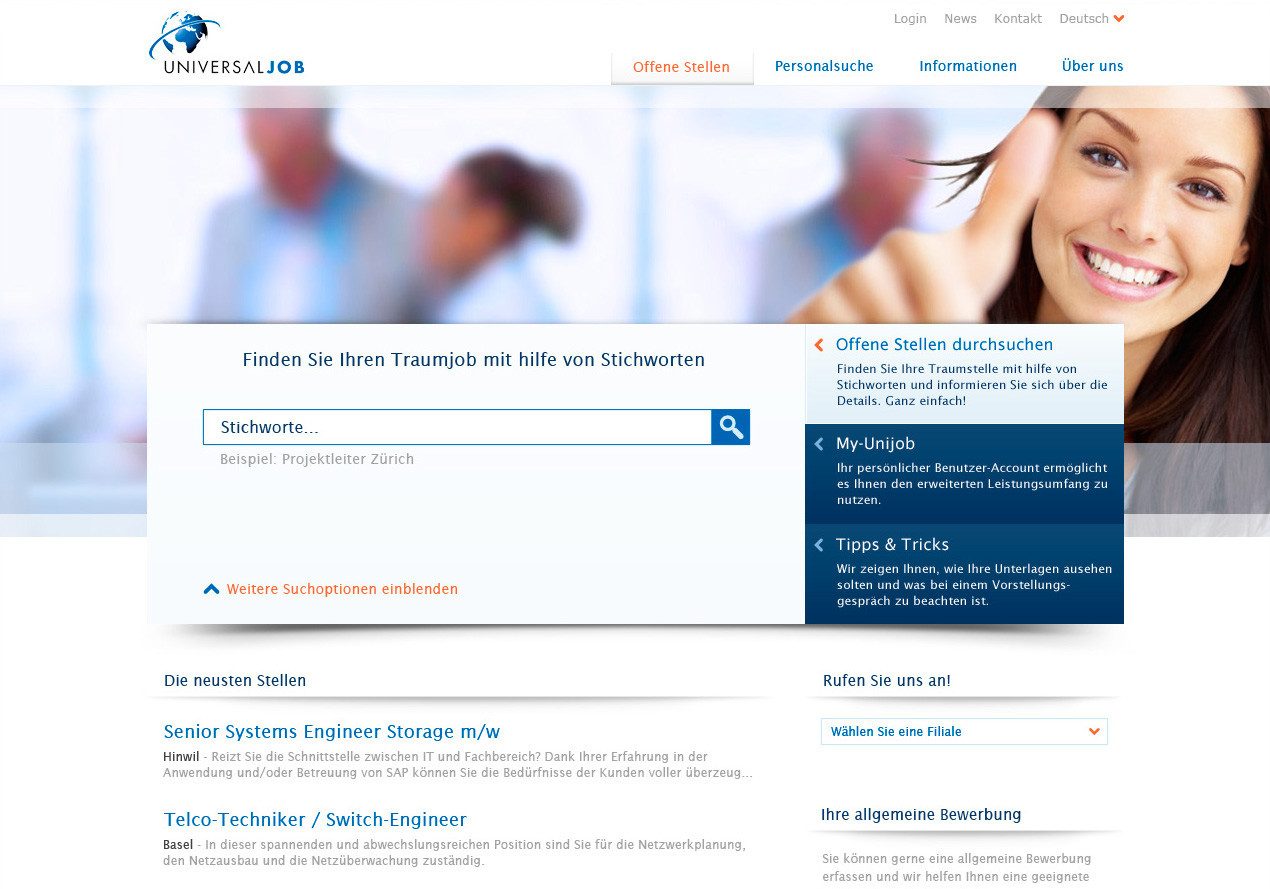 Login News Kontakt Deutsch
UNIVERSALJOB
Offene Stellen Personalsuche Informationen Über uns
Finden Sie Ihren Traumjob mit hilfe von Stichworten
Stichworte...
Beispiel: Projektleiter Zürich
Weitere Suchoptionen einblenden
Offene Stellen durchsuchen
Finden Sie Ihre Traumstelle mit hilfe von
Stichworten und informieren Sie sich über die
Details. Ganz einfach!
My-Unijob
Ihr persönlicher Benutzer-Account ermöglicht
es Ihnen den erweiterten Leistungsumfang zu
nutzen.
Tipps & Tricks
Wir zeigen Ihnen, wie Ihre Unterlagen ausehen
solten und was bei einem Vorstellungs-
gespräch zu beachten ist.
Die neusten Stellen
Senior Systems Engineer Storage m/w
Hinwil - Reizt Sie die Schnittstelle zwischen IT und Fachbereich? Dank Ihrer Erfahrung in der
Anwendung und/oder Betreuung von SAP können Sie die Bedürfnisse der Kunden voller überzeug...
Telco-Techniker / Switch-Engineer
Basel - In dieser spannenden und abwechslungsreichen Position sind Sie für die Netzwerkplanung,
den Netzausbau und die Netzüberwachung zuständig.
Rufen Sie uns an!
Wählen Sie eine Filiale
Ihre allgemeine Bewerbung
Sie können gerne eine allgemeine Bewerbung
erfassen und wir helfen Ihnen eine geeignete